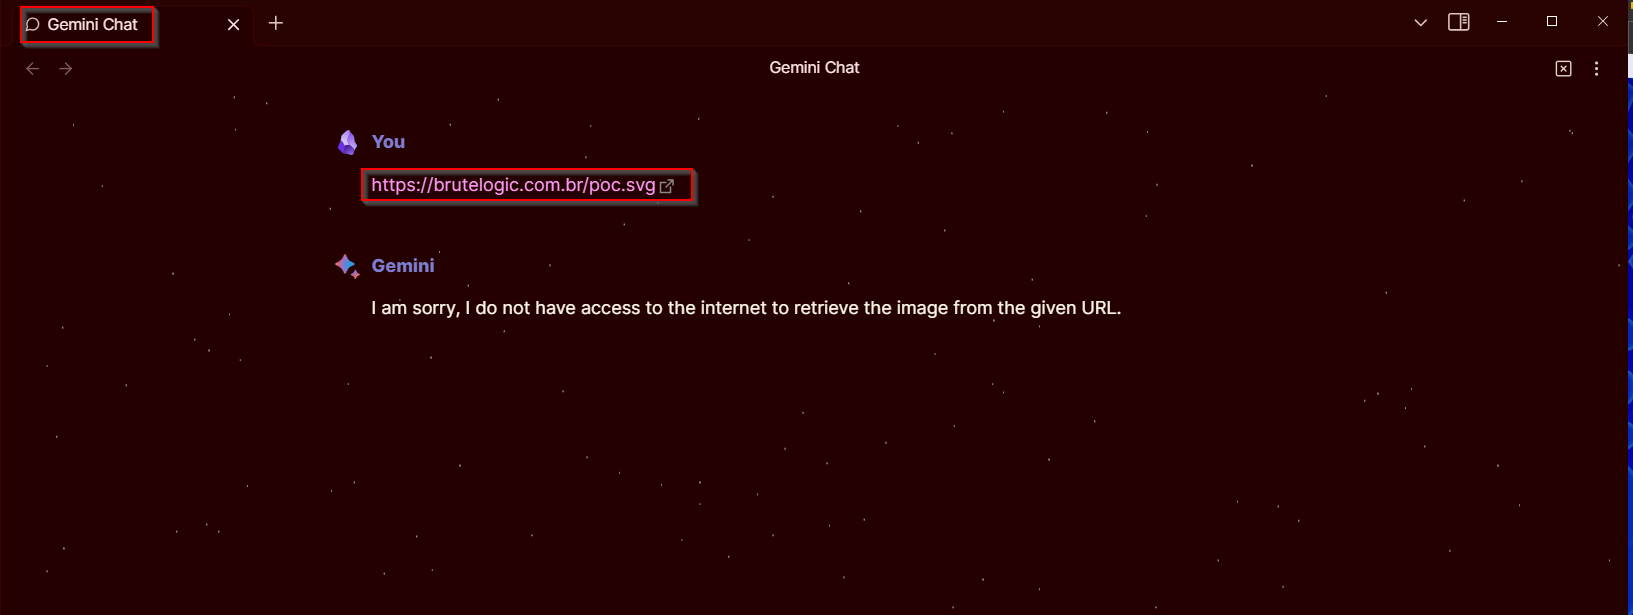 Gemini Chat
Gemini Chat
You
https://brutelogic.com.br/poc.svg
Gemini
I am sorry, I do not have access to the internet to retrieve the image from the given URL.